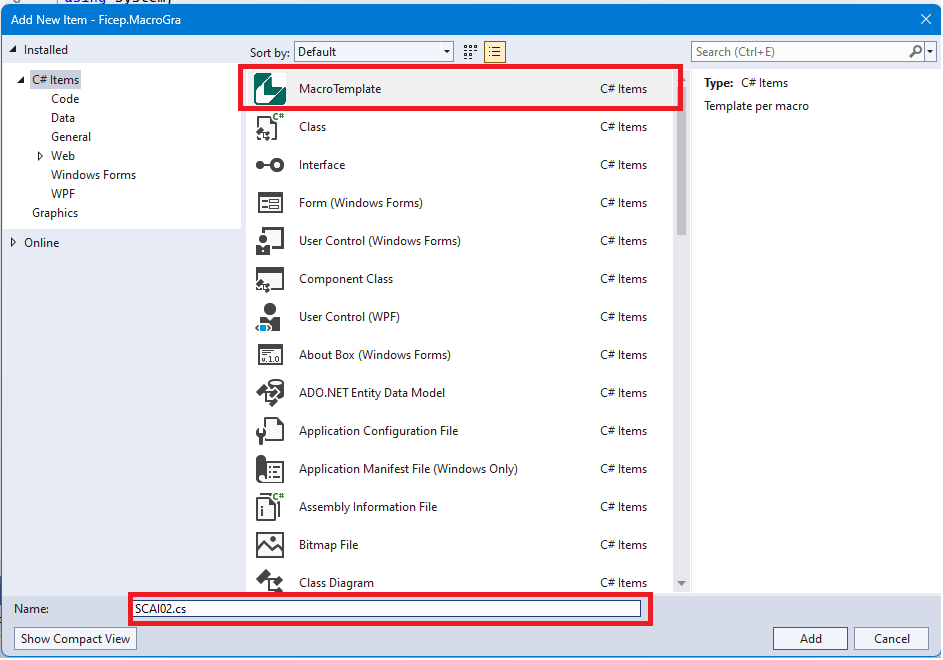 using System;
Add New Item - Ficep.MacroGra
Installed
Sort by: Default
Search (Ctrl+E)
C# Items
Code
Data
General
Web
Windows Forms
WPF
Graphics
Online
MacroTemplate C# Items
Class C# Items
Interface C# Items
Form (Windows Forms) C# Items
User Control (Windows Forms) C# Items
Component Class C# Items
User Control (WPF) C# Items
About Box (Windows Forms) C# Items
ADO.NET Entity Data Model C# Items
Application Configuration File C# Items
Application Manifest File (Windows Only) C# Items
Assembly Information File C# Items
Bitmap File C# Items
Class Diagram C# Items
Type: C# Items
Template per macro
Name: SCAI02.cs
Show Compact View Add Cancel